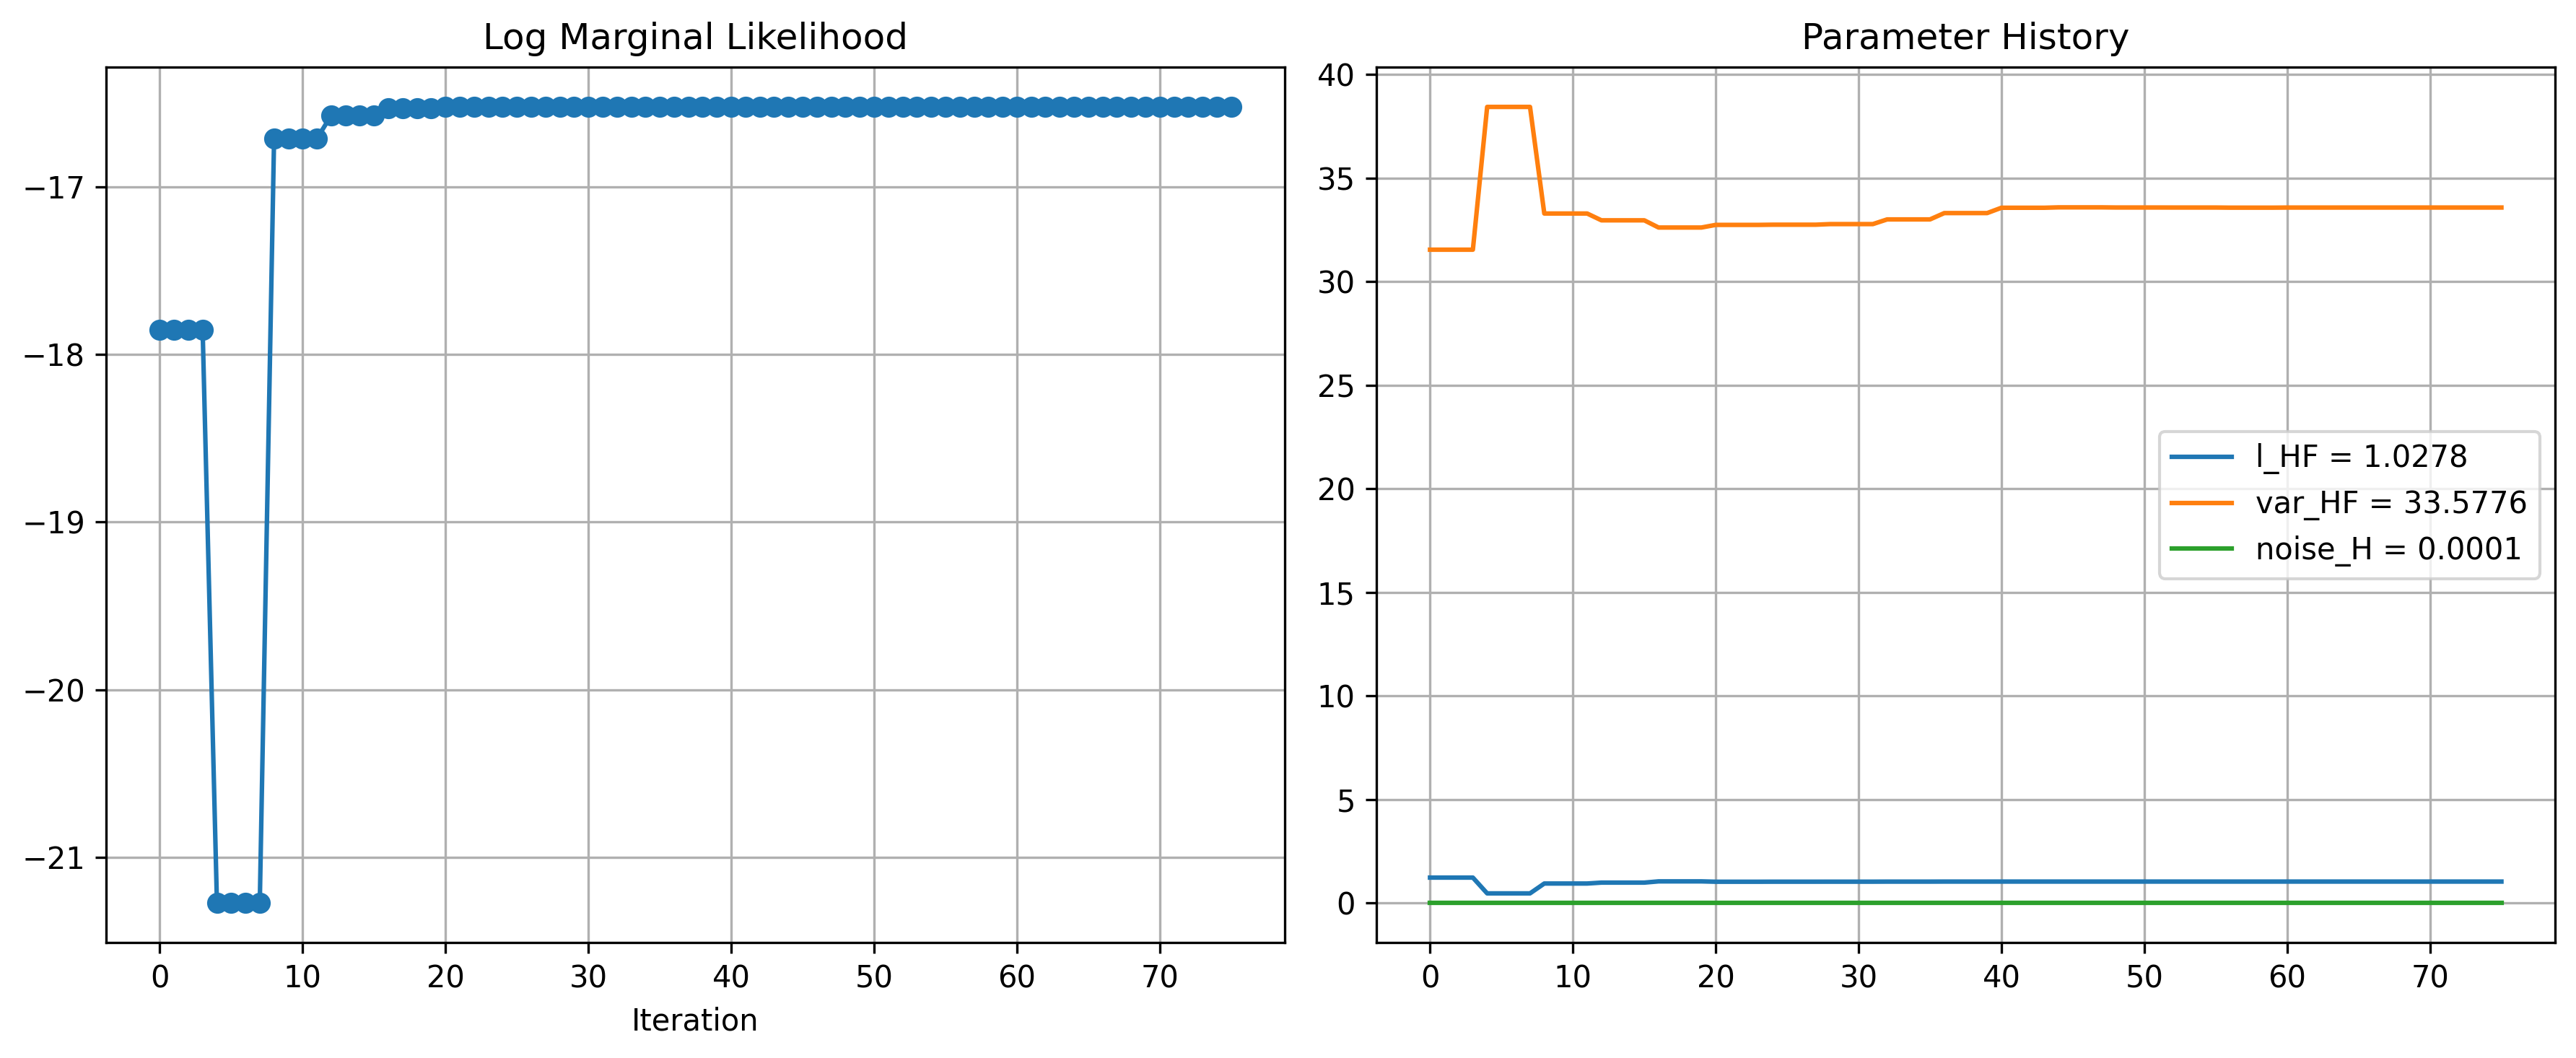 Log Marginal Likelihood
−17
−18
−19
−20
−21
0 10 20 30 40 50 60 70
Iteration
Parameter History
40
35
30
25
20
15
10
5
0
l_HF = 1.0278
var_HF = 33.5776
noise_H = 0.0001
0 10 20 30 40 50 60 70